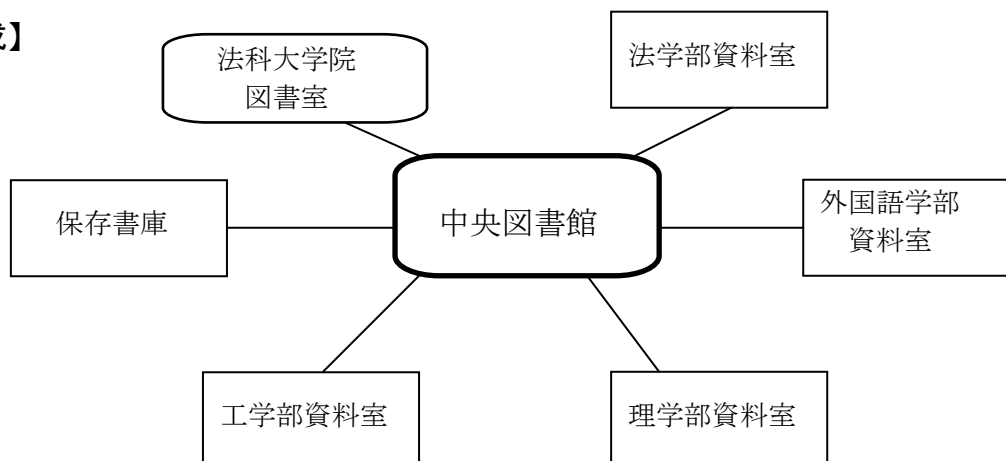 】
法科大学院
図書室
法学部資料室
保存書庫
中央図書館
外国語学部
資料室
工学部資料室
理学部資料室